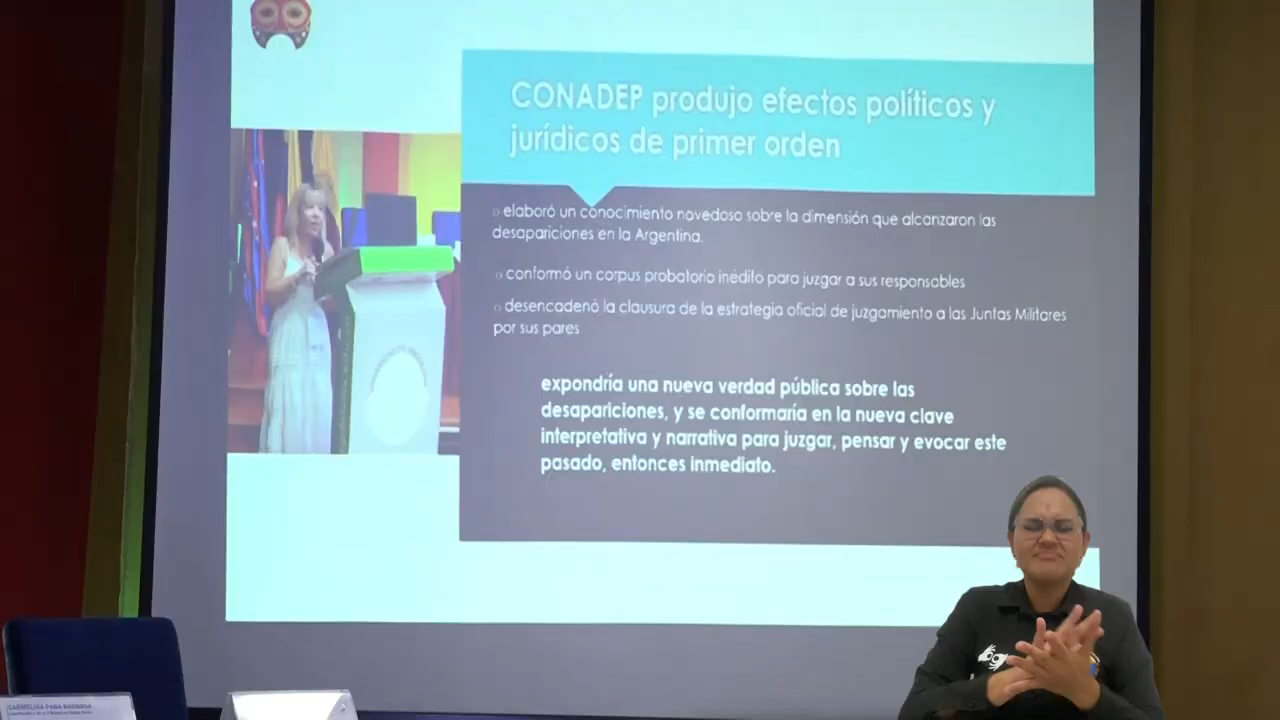 CONADEP produjo efectos políticos y
jurídicos de primer orden
elaboró un conocimiento novedoso sobre la dimensión que alcanzaron las
desapariciones en la Argentina.
conformó un corpus probatorio inédito para juzgar a sus responsables
desencadenó la clausura de la estrategia oficial de juzgamiento a las Juntas Militares
por sus pares
expondría una nueva verdad pública sobre las
desapariciones, y se conformaría en la nueva clave
interpretativa y narrativa para juzgar, pensar y evocar este
pasado, entonces inmediato.
CARMELINA PABA BARBOSA